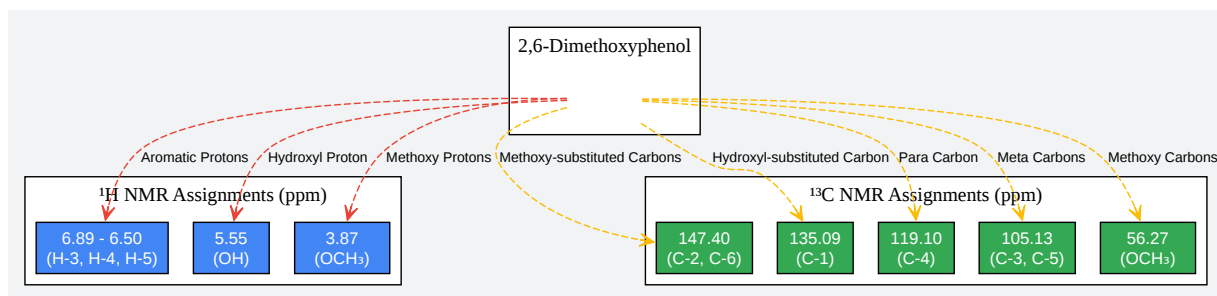 2,6-Dimethoxyphenol
Aromatic Protons
Hydroxyl Proton
Methoxy Protons
Methoxy-substituted Carbons
Hydroxyl-substituted Carbon
Para Carbon
Meta Carbons
Methoxy Carbons
¹H NMR Assignments (ppm)
6.89 - 6.50
(H-3, H-4, H-5)
5.55
(OH)
3.87
(OCH₃)
¹³C NMR Assignments (ppm)
147.40
(C-2, C-6)
135.09
(C-1)
119.10
(C-4)
105.13
(C-3, C-5)
56.27
(OCH₃)